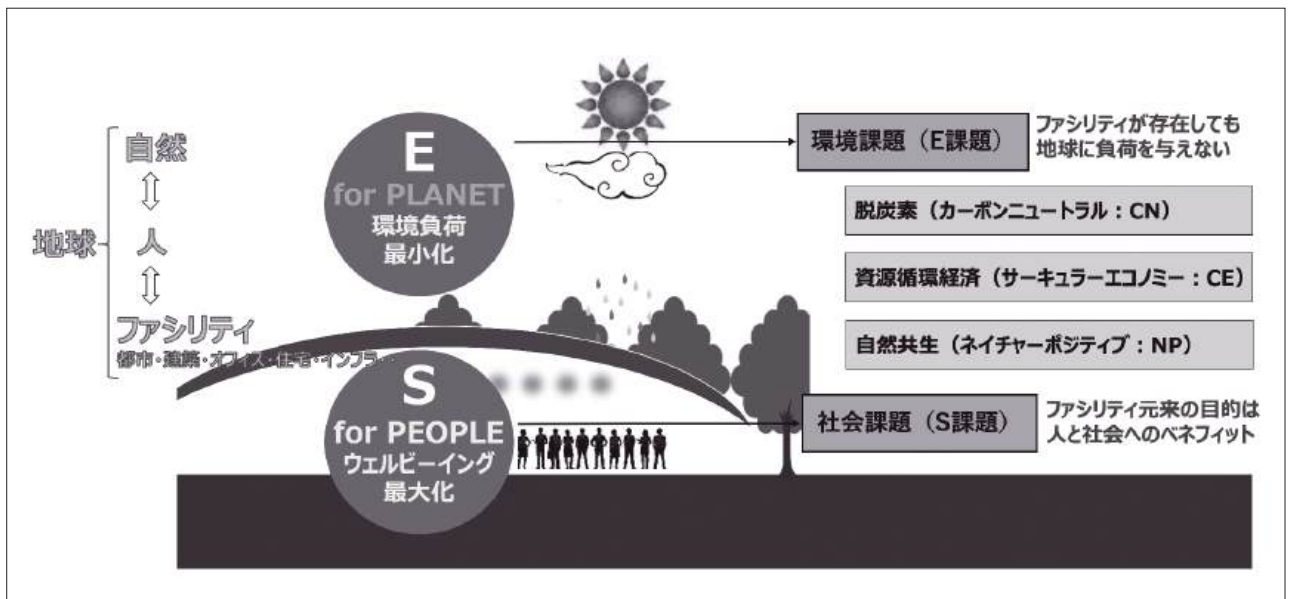 地球
自然
人
ファシリティ
都市・建築・オフィス・住宅・インフラ…
E
for PLANET
環境負荷
最小化
環境課題（E課題）
ファシリティが存在しても
地球に負荷を与えない
脱炭素（カーボンニュートラル：CN）
資源循環経済（サーキュラーエコノミー：CE）
自然共生（ネイチャーポジティブ：NP）
S
for PEOPLE
ウェルビーイング
最大化
社会課題（S課題）
ファシリティ元来の目的は
人と社会へのベネフィット